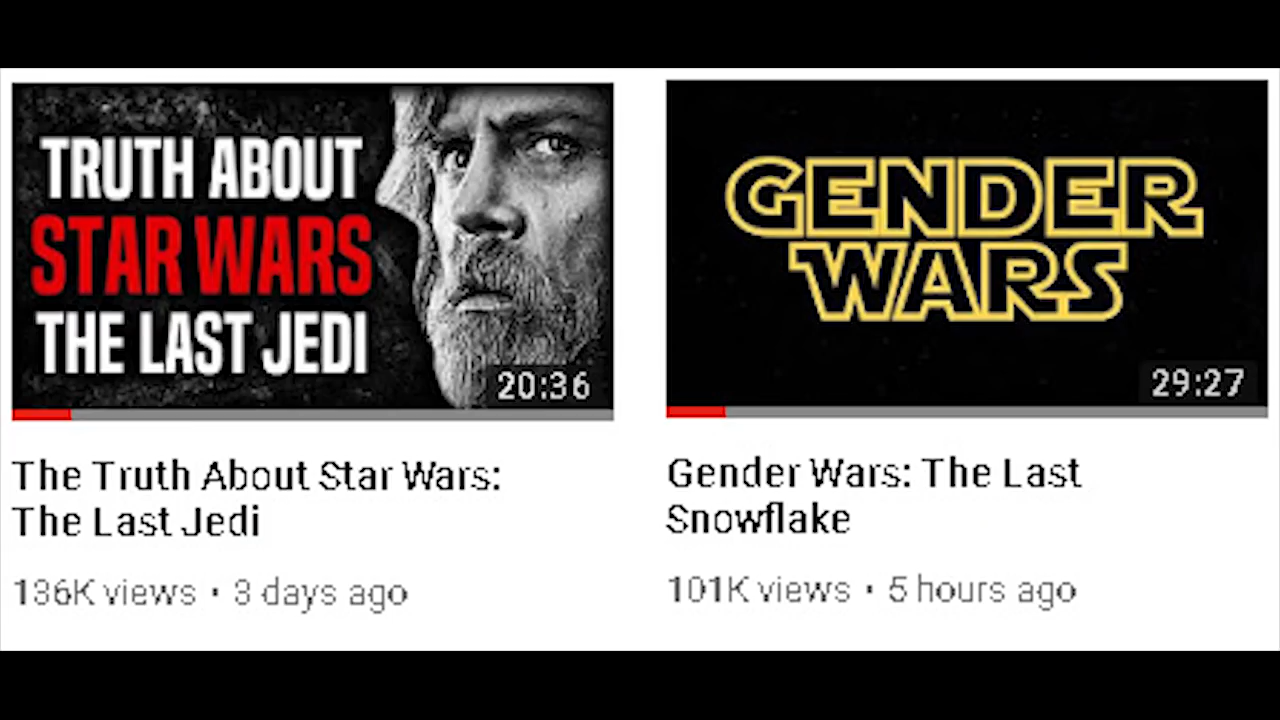 TRUTH ABOUT
STAR WARS
THE LAST JEDI
20:36
The Truth About Star Wars:
The Last Jedi
136K views • 3 days ago
GENDER
WARS
29:27
Gender Wars: The Last
Snowflake
101K views • 5 hours ago